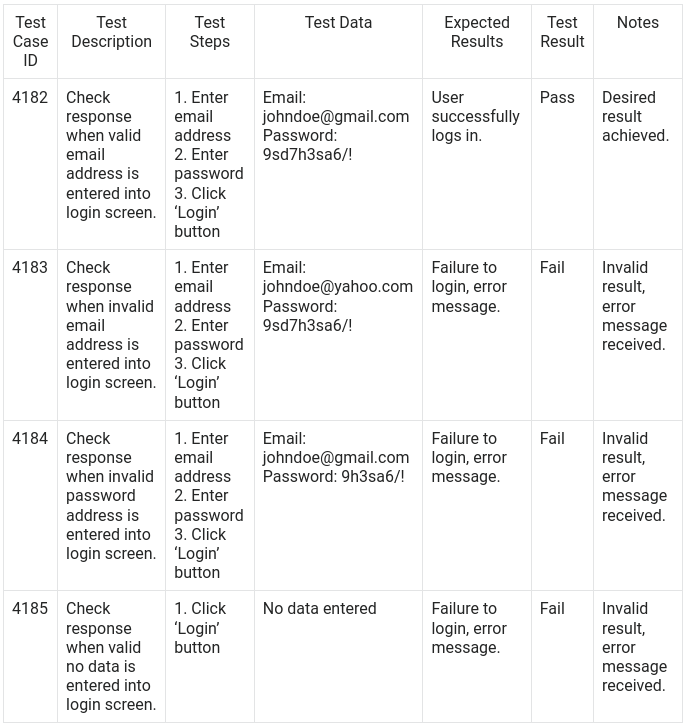 Test Case ID
Test Description
Test Steps
Test Data
Expected Results
Test Result
Notes
4182
Check
response
when valid
email
address is
entered into
login screen.
1. Enter
email
address
2. Enter
password
3. Click
‘Login’
button
Email:
johndoe@gmail.com
Password:
9sd7h3sa6/!
User
successfully
logs in.
Pass
Desired
result
achieved.
4183
Check
response
when invalid
email
address is
entered into
login screen.
1. Enter
email
address
2. Enter
password
3. Click
‘Login’
button
Email:
johndoe@yahoo.com
Password:
9sd7h3sa6/!
Failure to
login, error
message.
Fail
Invalid
result,
error
message
received.
4184
Check
response
when invalid
password
address is
entered into
login screen.
1. Enter
email
address
2. Enter
password
3. Click
‘Login’
button
Email:
johndoe@gmail.com
Password: 9h3sa6/!
Failure to
login, error
message.
Fail
Invalid
result,
error
message
received.
4185
Check
response
when valid
no data is
entered into
login screen.
1. Click
‘Login’
button
No data entered
Failure to
login, error
message.
Fail
Invalid
result,
error
message
received.